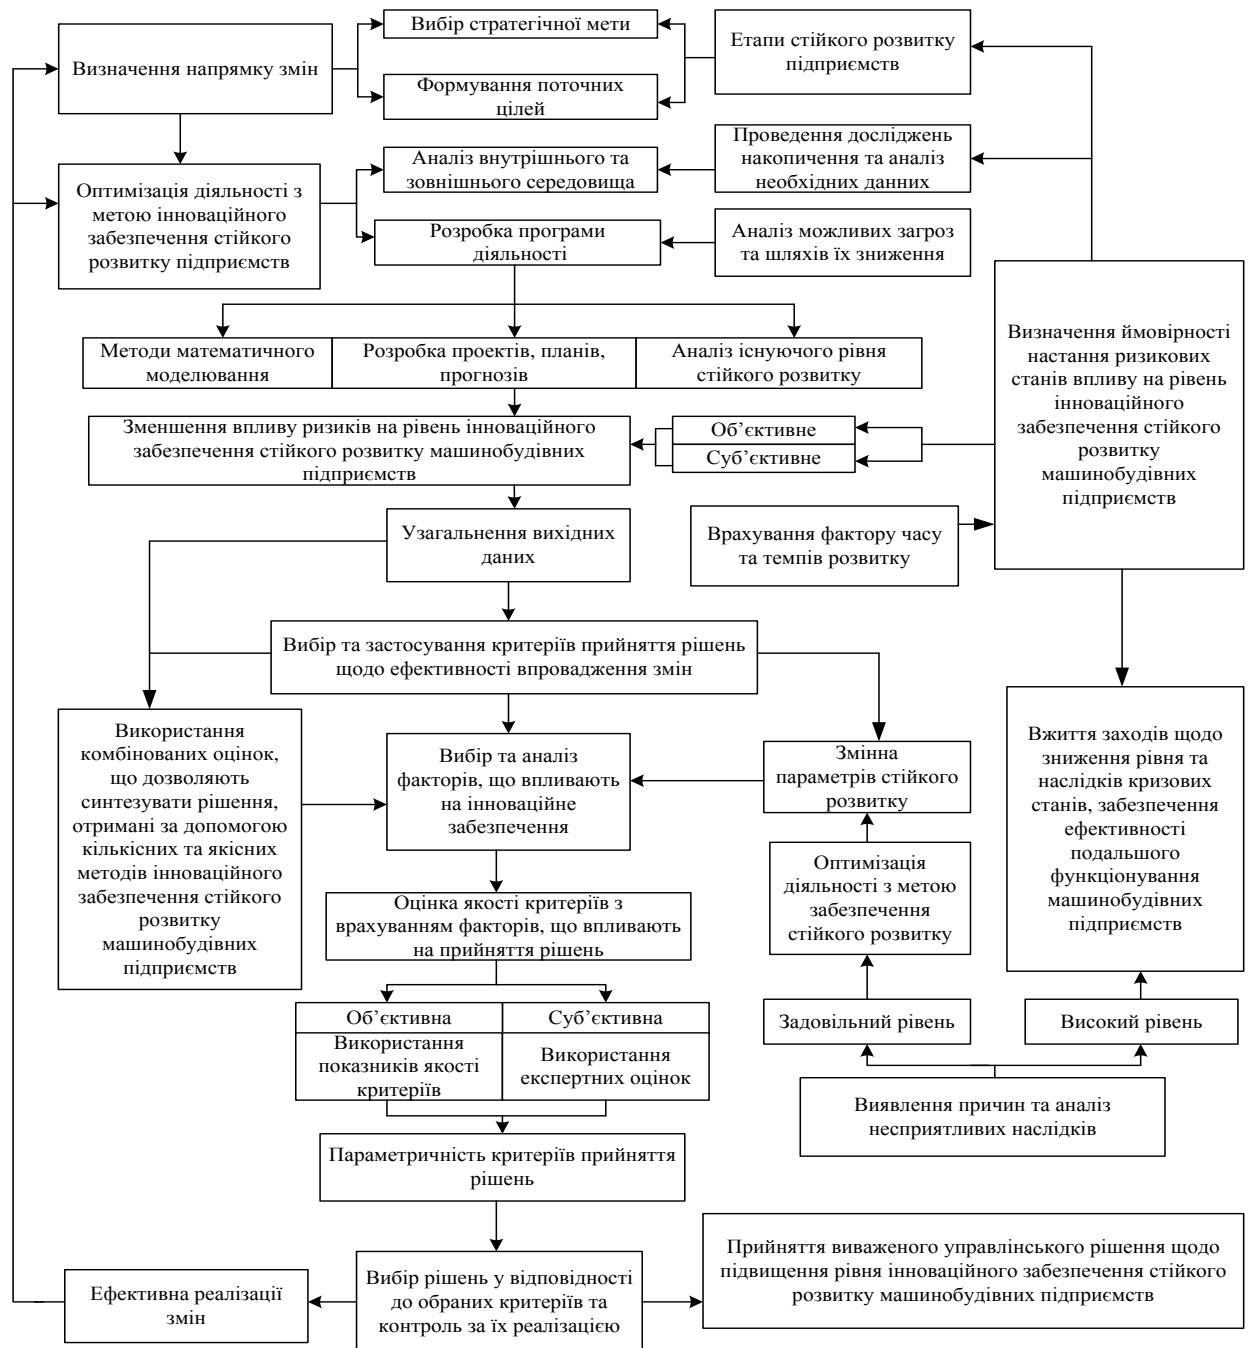 Визначення напрямку змін
Вибір стратегічної мети
Етапи стійкого розвитку
підприємств
Формування поточних
цілей
Оптимізація діяльності з
метою інноваційного
забезпечення стійкого
розвитку підприємств
Аналіз внутрішнього та
зовнішнього середовища
Проведення досліджень
накопичення та аналіз
необхідних данних
Розробка програми
діяльності
Аналіз можливих загроз
та шляхів їх зниження
Визначення ймовірності
настання ризикових
станів впливу на рівень
інноваційного
забезпечення стійкого
розвитку
машинобудівних
підприємств
Методи математичного
моделювання
Розробка проектів, планів,
прогнозів
Аналіз існуючого рівня
стійкого розвитку
Зменшення впливу ризиків на рівень інноваційного
забезпечення стійкого розвитку машинобудівних
підприємств
Об’єктивне
Суб’єктивне
Узагальнення вихідних
даних
Врахування фактору часу
та темпів розвитку
Вибір та застосування критеріїв прийняття рішень
щодо ефективності впровадження змін
Використання
комбінованих оцінок,
що дозволяють
синтезувати рішення,
отримані за допомогою
кількісних та якісних
методів інноваційного
забезпечення стійкого
розвитку
машинобудівних
підприємств
Вибір та аналіз
факторів, що впливають
на інноваційне
забезпечення
Змінна
параметрів стійкого
розвитку
Вжиття заходів щодо
зниження рівня та
наслідків кризових
станів, забезпечення
ефективності
подальшого
функціонування
машинобудівних
підприємств
Оптимізація
діяльності з метою
забезпечення
стійкого розвитку
Оцінка якості критеріїв з
врахуванням факторів, що впливають
на прийняття рішень
Об’єктивна
Суб’єктивна
Використання
показників якості
критеріїв
Використання
експертних оцінок
Задовільний рівень
Високий рівень
Виявлення причин та аналіз
несприятливих наслідків
Параметричність критеріїв прийняття
рішень
Ефективна реалізації
змін
Вибір рішень у відповідності
до обраних критеріїв та
контроль за їх реалізацією
Прийняття виваженого управлінського рішення щодо
підвищення рівня інноваційного забезпечення стійкого
розвитку машинобудівних підприємств